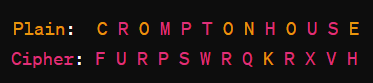 Plain: C R O M P T O N H O U S E
Cipher: F U R P S W R Q K R X V H